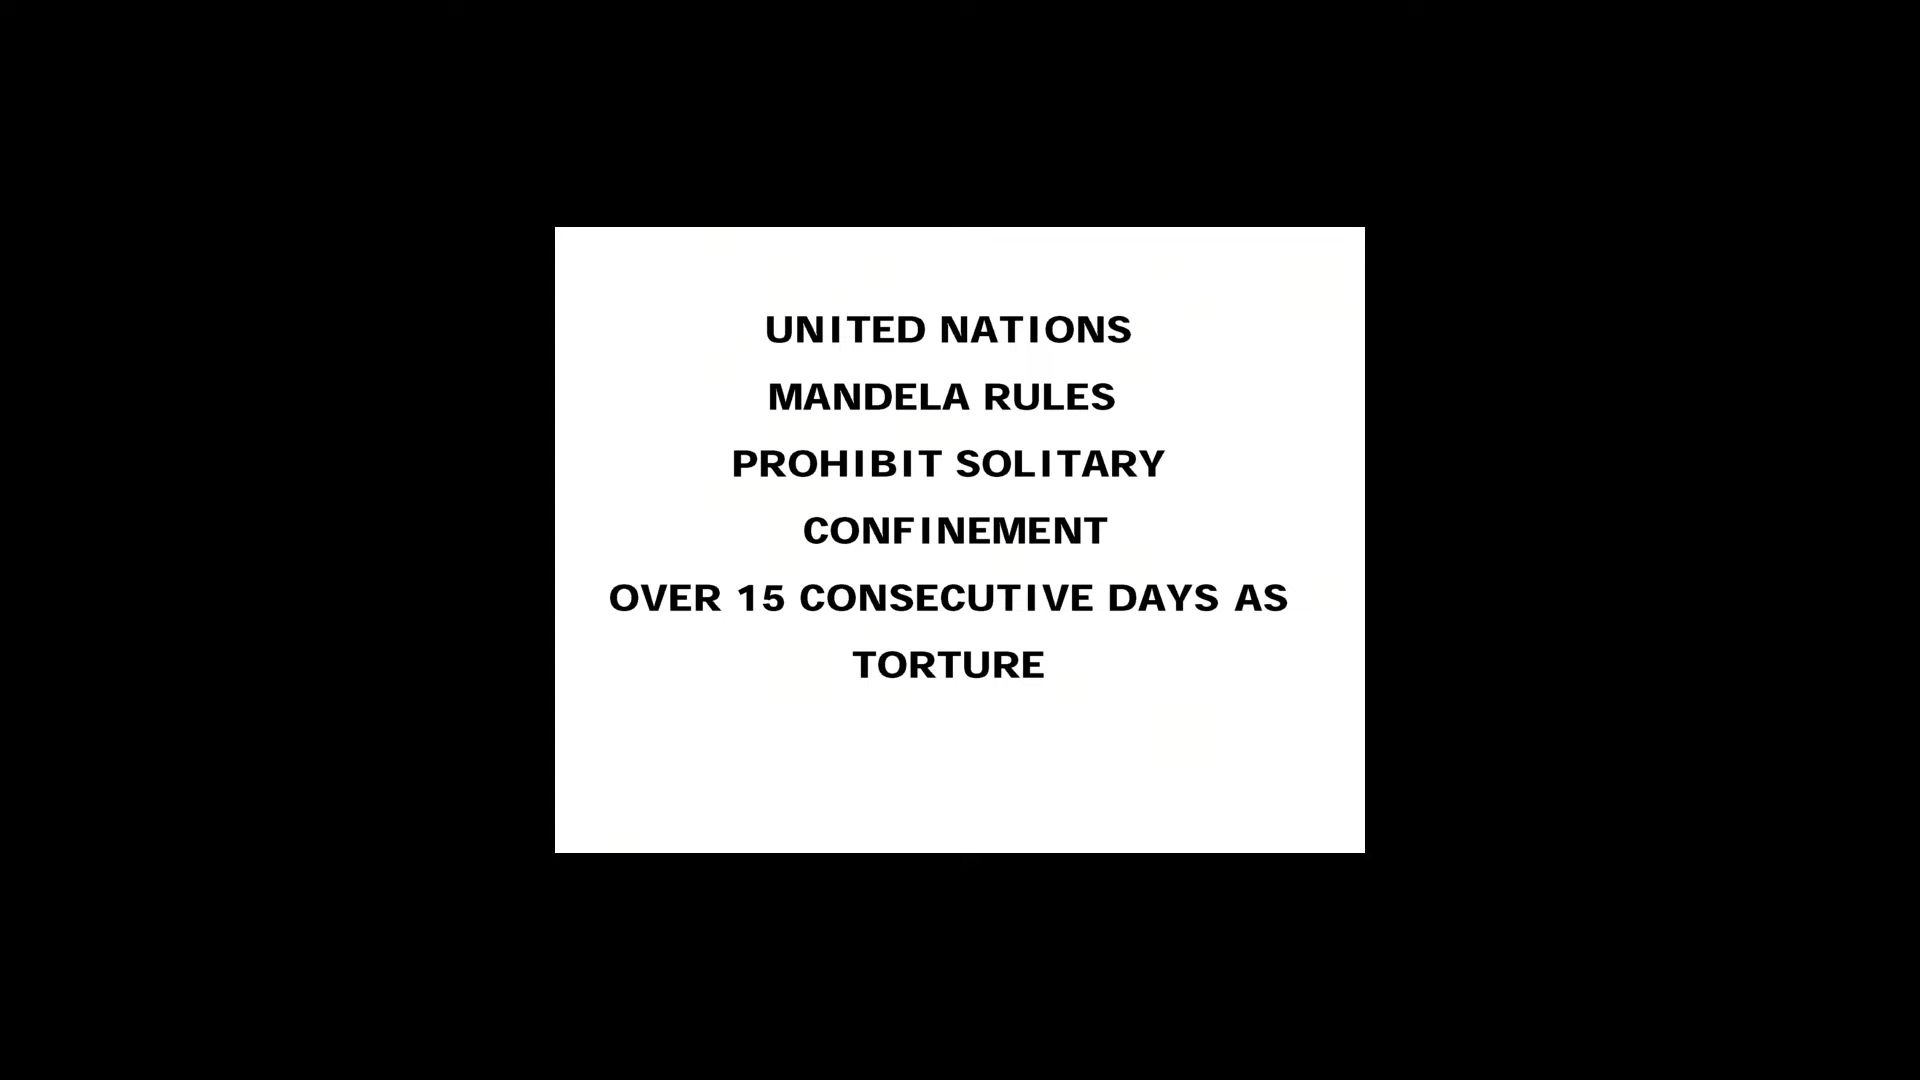 UNITED NATIONS
MANDELA RULES
PROHIBIT SOLITARY
CONFINEMENT
OVER 15 CONSECUTIVE DAYS AS
TORTURE